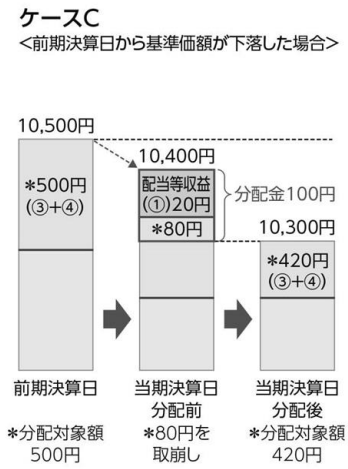 ケースC
<前期決算日から基準価額が下落した場合>
10,500円
*500円
(③+④)
10,400円
配当等収益
(①)20円
*80円
分配金100円
10,300円
*420円
(③+④)
前期決算日
当期決算日
分配前
当期決算日
分配後
*分配対象額
500円
*80円を
取崩し
*分配対象額
420円